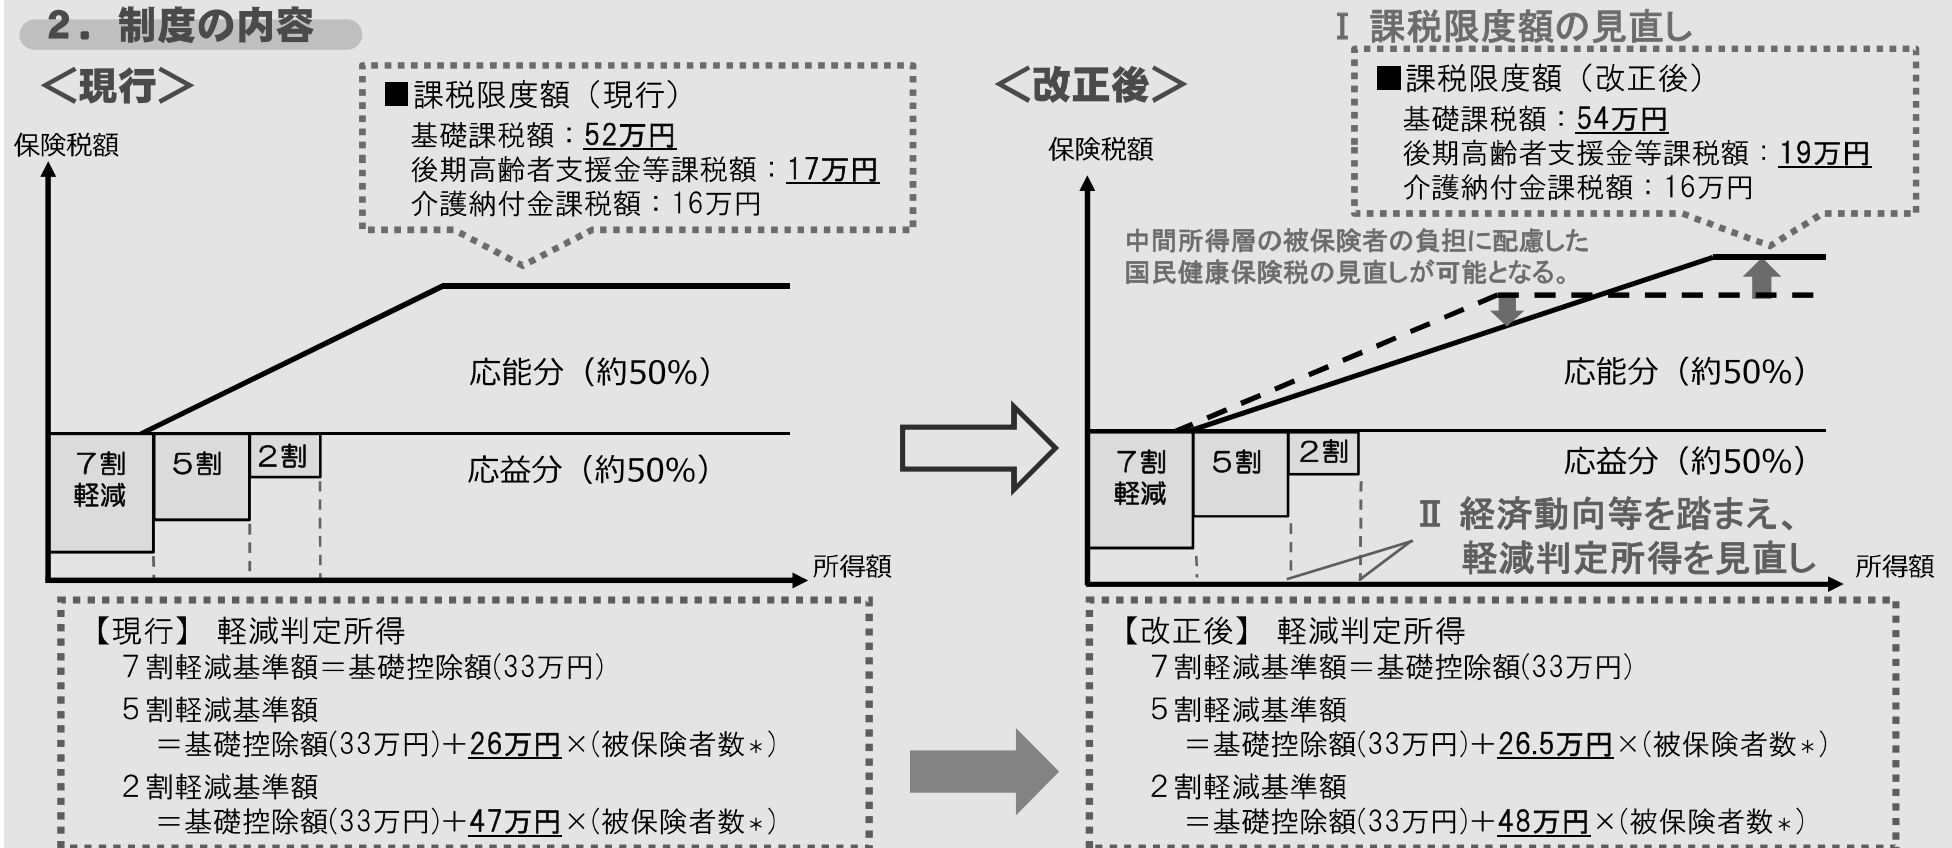 ２．制度の内容
＜現行＞
■課税限度額（現行）
基礎課税額：52万円
後期高齢者支援金等課税額：17万円
介護納付金課税額：16万円
保険税額
応能分（約50%）
7割
軽減
5割
2割
応益分（約50%）
所得額
【現行】 軽減判定所得
７割軽減基準額＝基礎控除額(33万円)
５割軽減基準額
＝基礎控除額(33万円)＋26万円×(被保険者数＊)
２割軽減基準額
＝基礎控除額(33万円)＋47万円×(被保険者数＊)
Ⅰ 課税限度額の見直し
＜改正後＞
■課税限度額（改正後）
基礎課税額：54万円
後期高齢者支援金等課税額：19万円
介護納付金課税額：16万円
保険税額
中間所得層の被保険者の負担に配慮した
国民健康保険税の見直しが可能となる。
応能分（約50%）
7割
軽減
5割
2割
応益分（約50%）
Ⅱ 経済動向等を踏まえ、
軽減判定所得を見直し
所得額
【改正後】 軽減判定所得
７割軽減基準額＝基礎控除額(33万円)
５割軽減基準額
＝基礎控除額(33万円)＋26.5万円×(被保険者数＊)
２割軽減基準額
＝基礎控除額(33万円)＋48万円×(被保険者数＊)